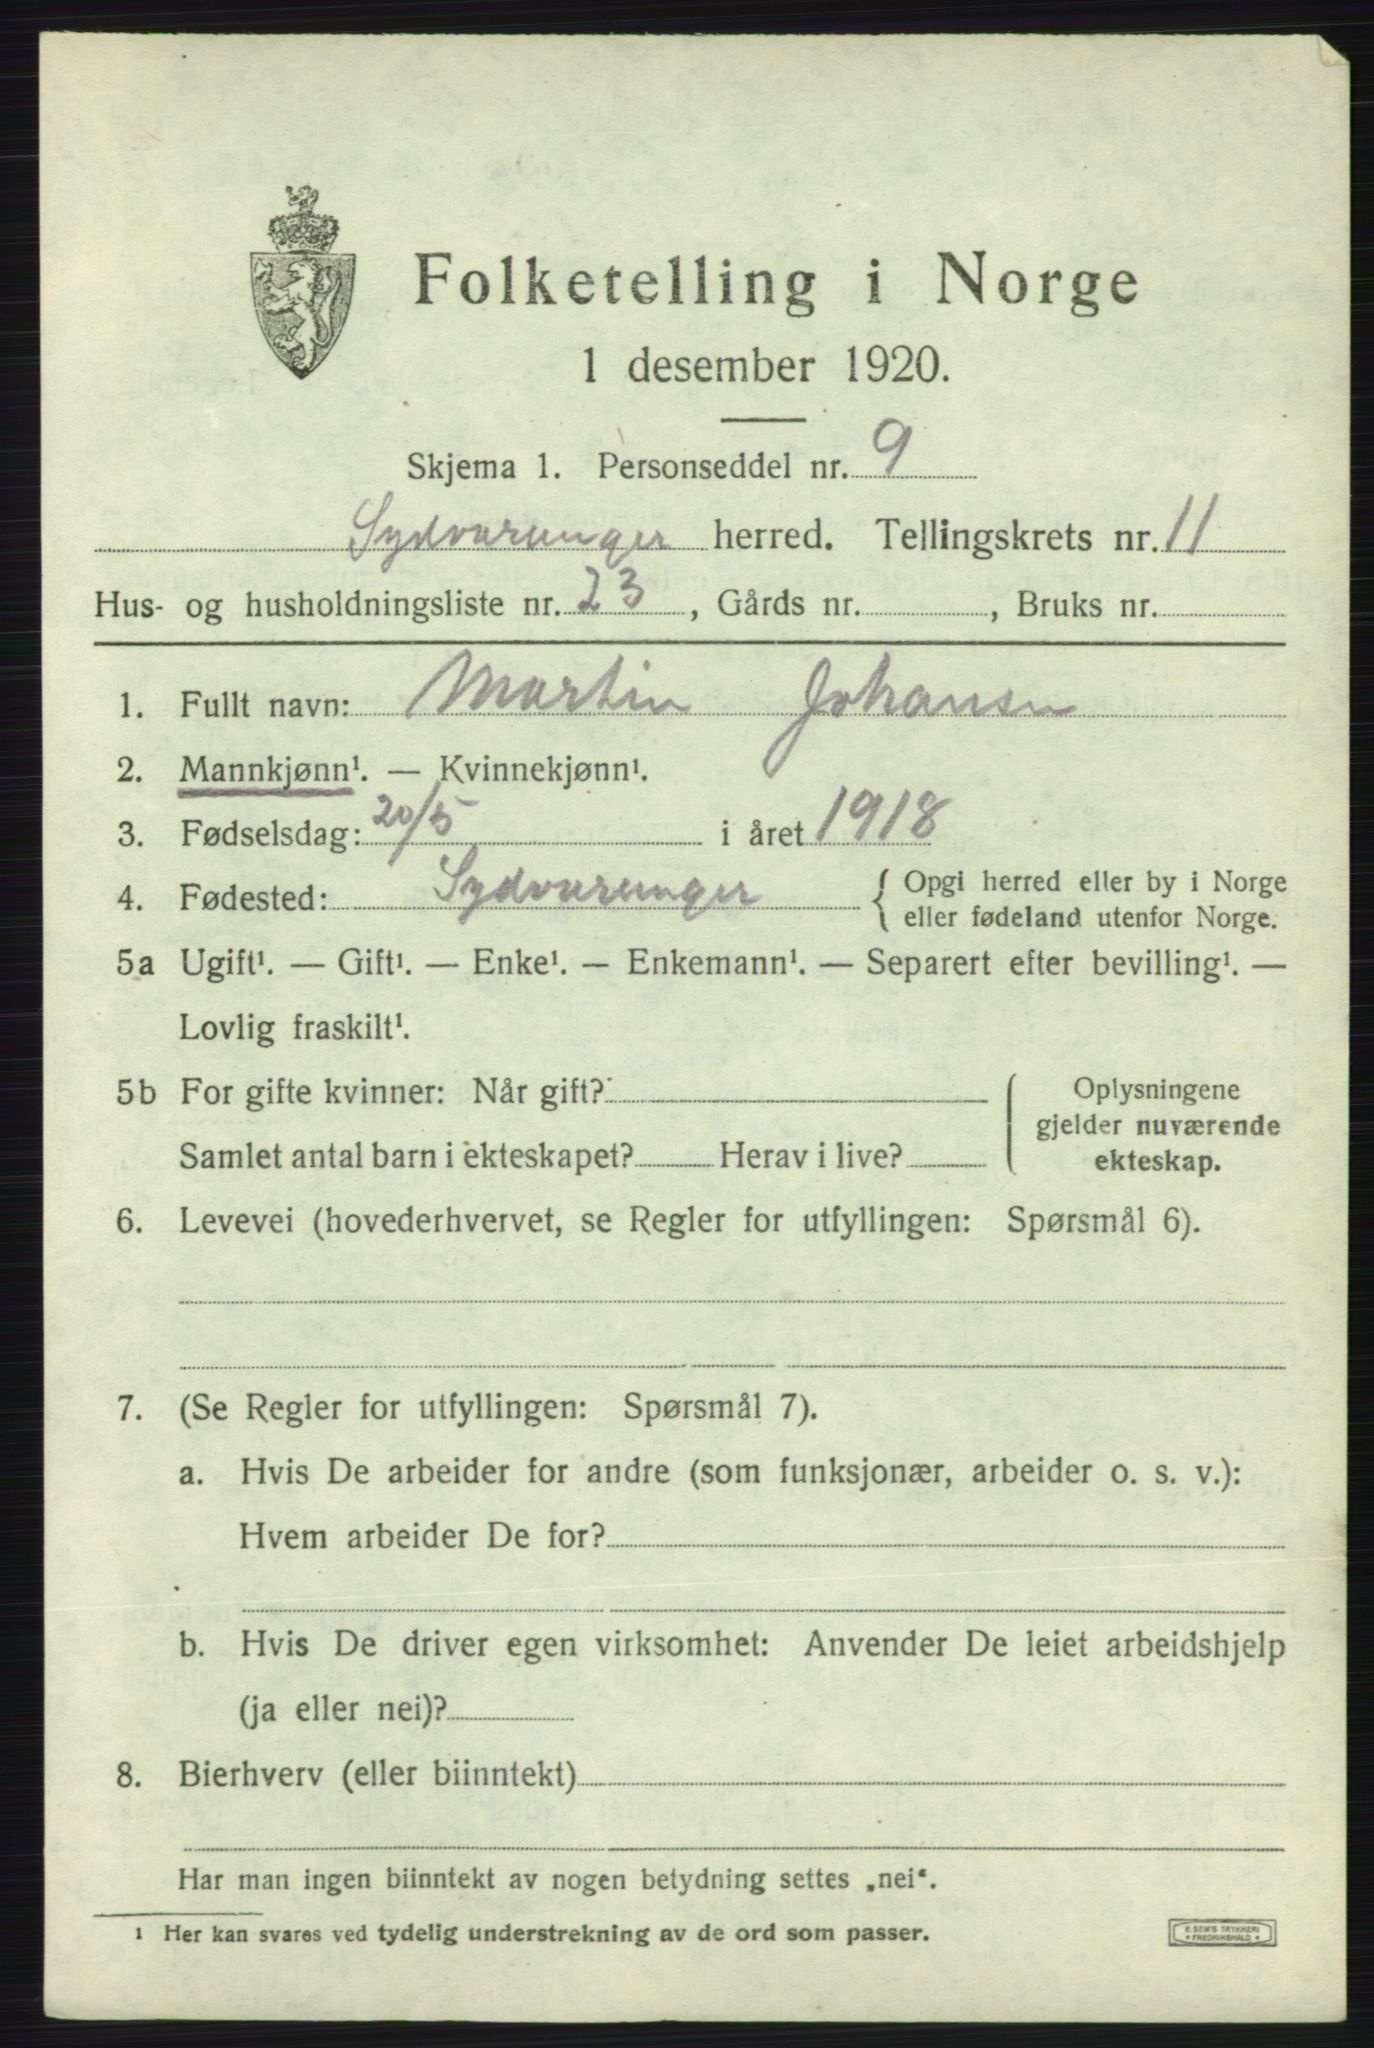 Folketelling i Norge
1 desember 1920.
Skjema 1. Personseddel nr. 9
Sydvaranger herred. Tellingskrets nr. 11
Hus- og husholdningsliste nr. 23, Gårds nr. , Bruks nr.
1. Fullt navn: Martin Johansen
2. Mannkjønn¹. — Kvinnekjønn¹.
3. Fødselsdag: 20/5 i året 1918
4. Fødested: Sydvaranger { Opgi herred eller by i Norge
eller fødeland utenfor Norge.
5a Ugift¹. — Gift¹. — Enke¹. — Enkemann¹. — Separert efter bevilling¹. —
Lovlig fraskilt¹.
5b For gifte kvinner: Når gift?
Samlet antal barn i ekteskapet? Herav i live?
Oplysningene
gjelder nuværende
ekteskap.
6. Levevei (hovederhvervet, se Regler for utfyllingen: Spørsmål 6).
7. (Se Regler for utfyllingen: Spørsmål 7).
a. Hvis De arbeider for andre (som funksjonær, arbeider o. s. v.):
Hvem arbeider De for?
b. Hvis De driver egen virksomhet: Anvender De leiet arbeidshjelp
(ja eller nei)?
8. Bierhverv (eller biinntekt)
Har man ingen biinntekt av nogen betydning settes „nei“.
1 Her kan svares ved tydelig understrekning av de ord som passer.
E. SEM'S TRYKKERI
* FREDRIKSHALD *